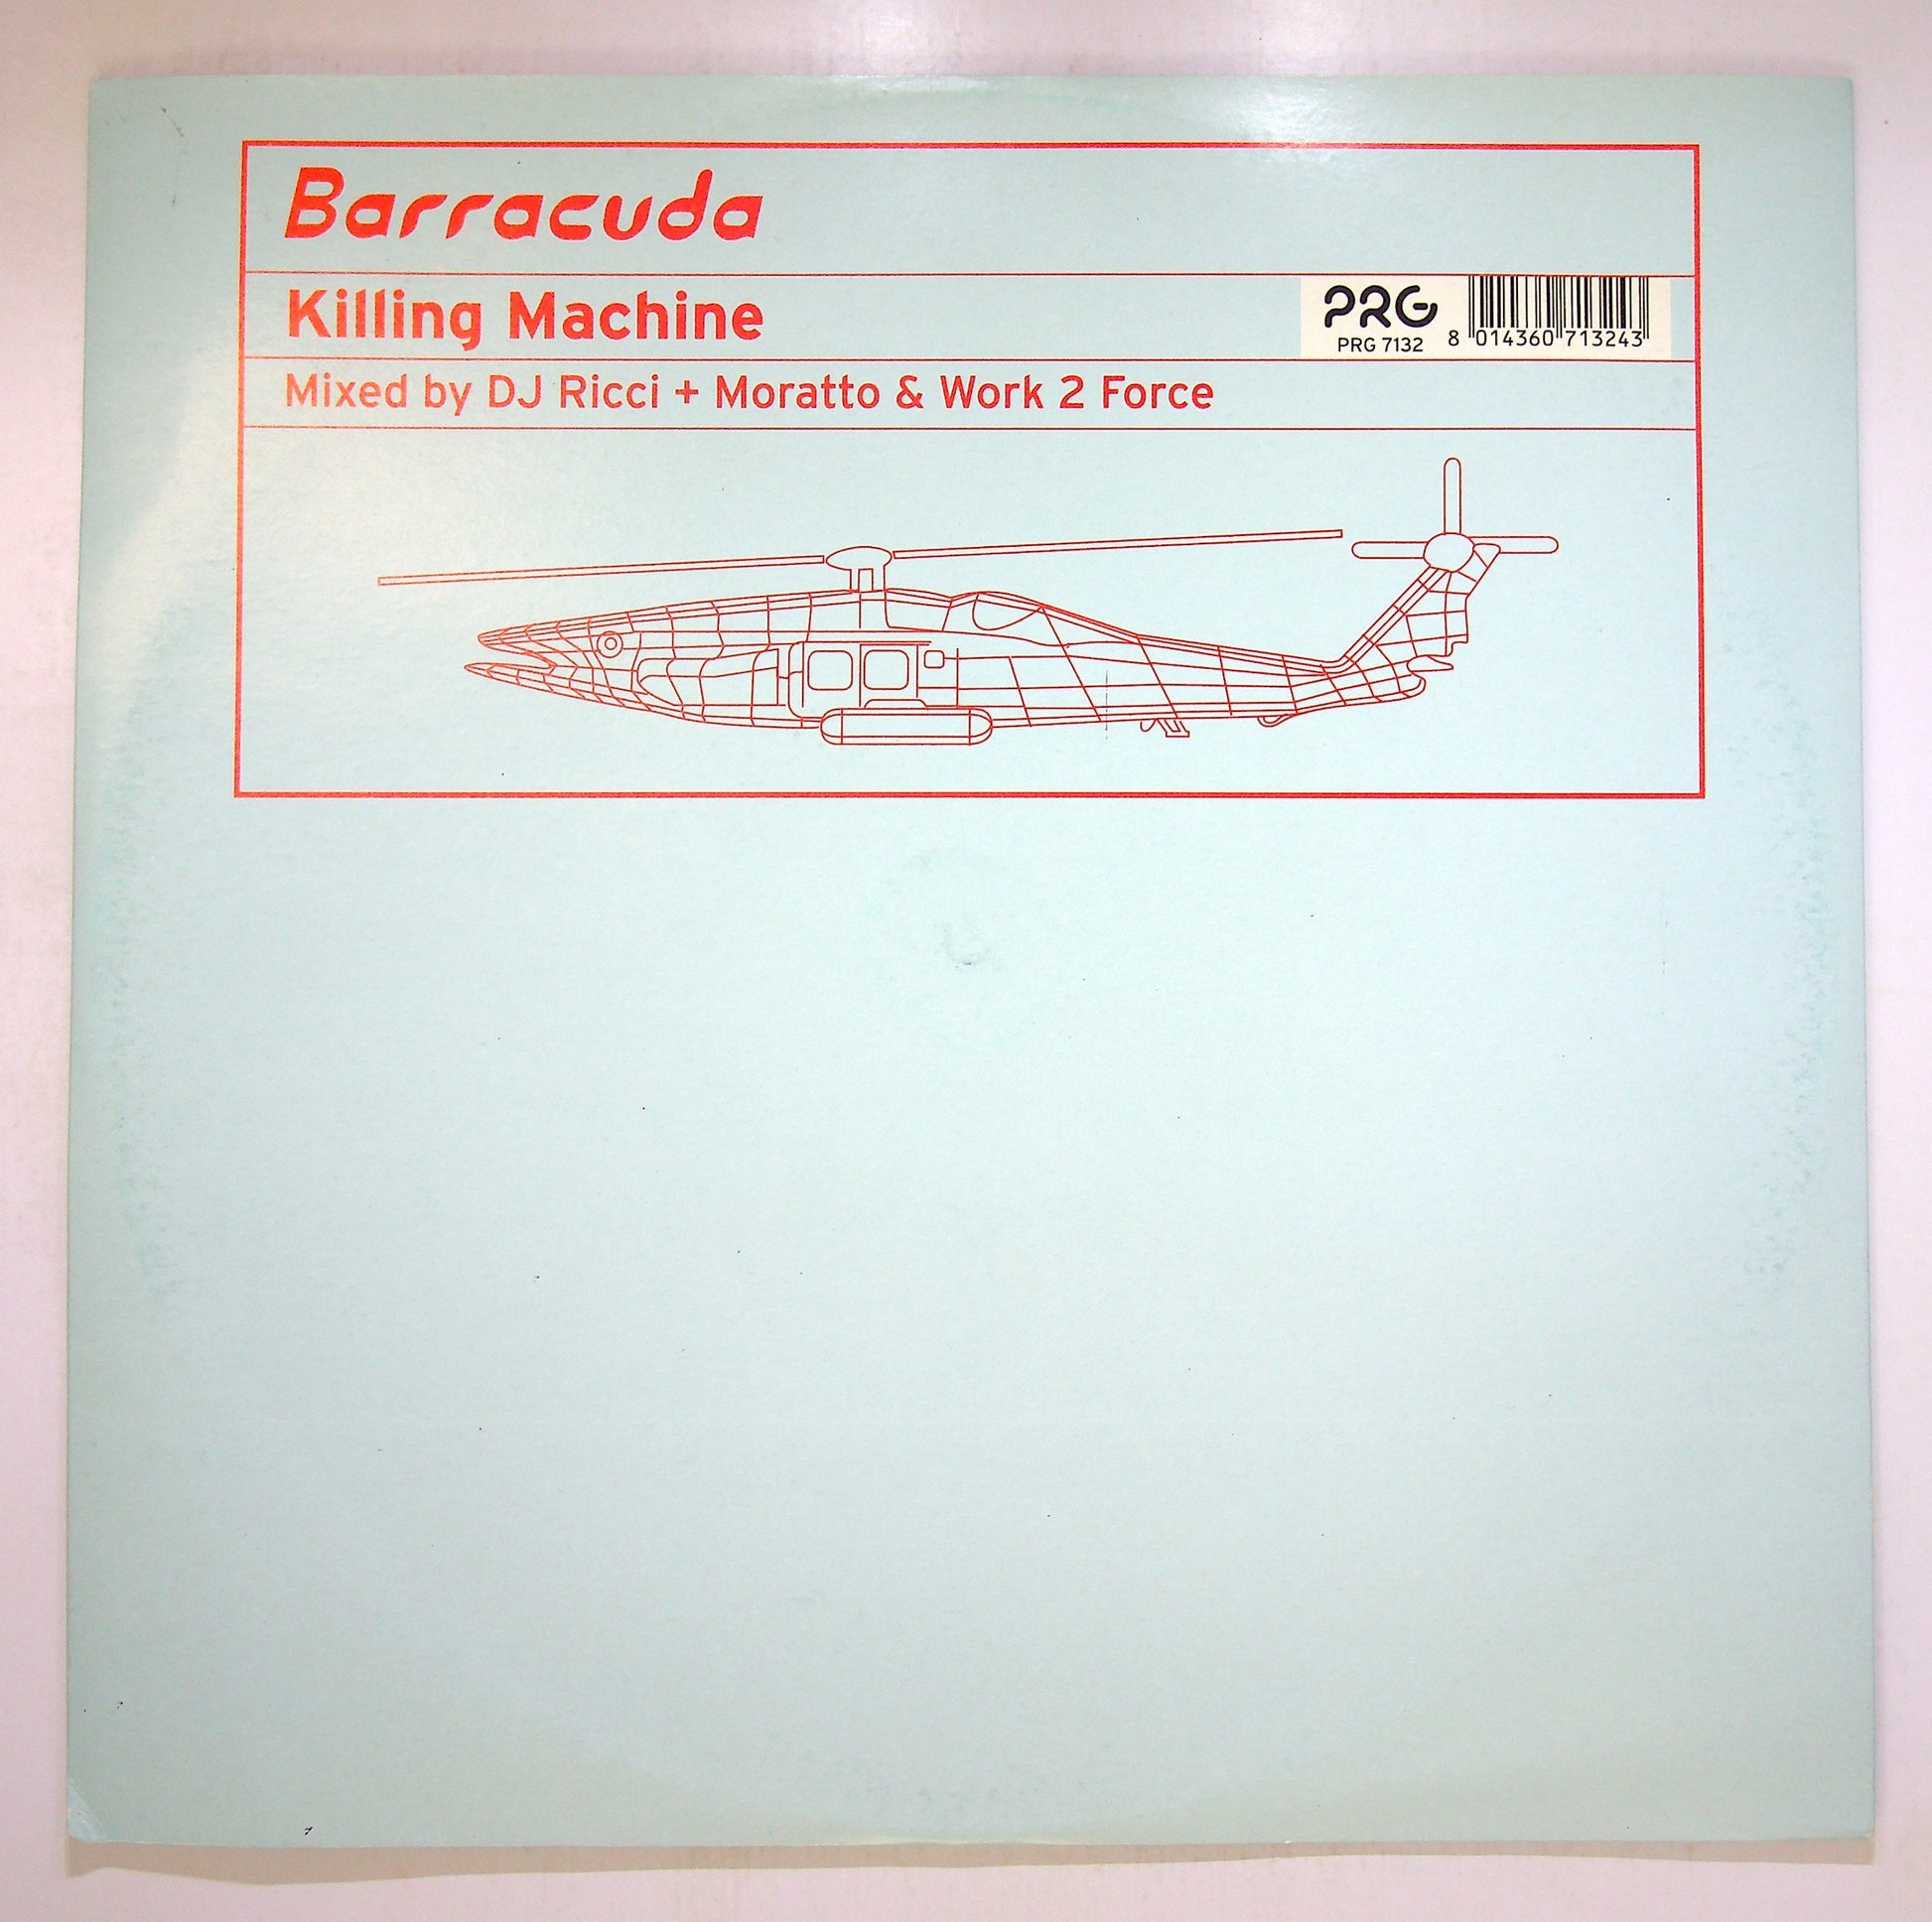 Barracuda
Killing Machine
PRG
PRG 7132
8 014360 713243
Mixed by DJ Ricci + Moratto & Work 2 Force